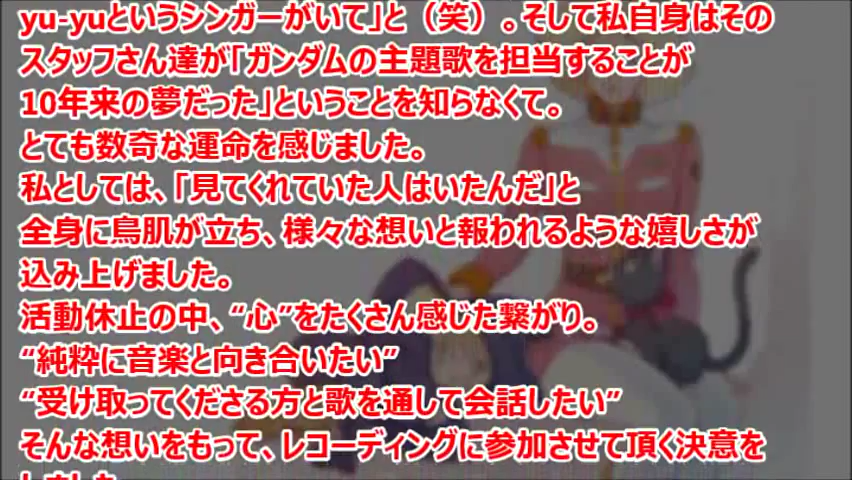 yu-yuというシンガーがいて」と（笑）。そして私自身はその
スタッフさん達が「ガンダムの主題歌を担当することが
10年来の夢だった」ということを知らなくて。
とても数奇な運命を感じました。
私としては、「見てくれていた人はいたんだ」と
全身に鳥肌が立ち、様々な想いと報われるような嬉しさが
込み上げました。
活動休止の中、“心”をたくさん感じた繋がり。
“純粋に音楽と向き合いたい”
“受け取ってくださる方と歌を通して会話したい”
そんな想いをもって、レコーディングに参加させて頂く決意を
しました